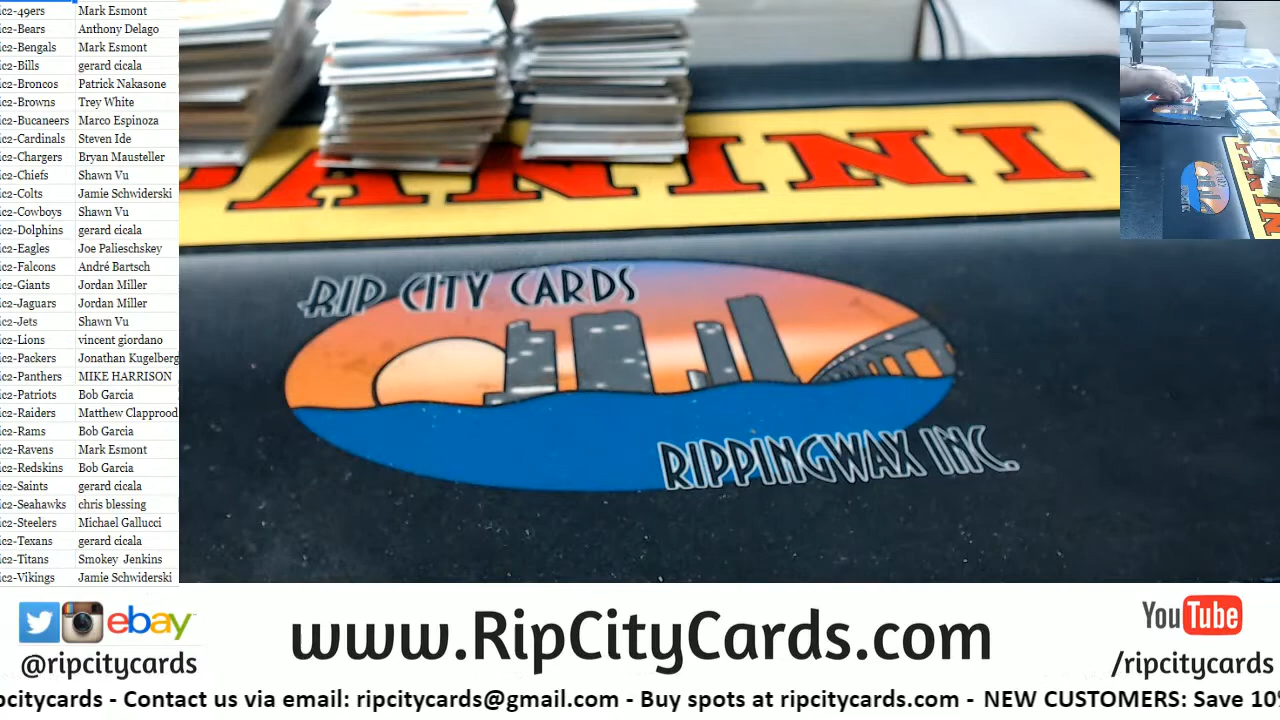 ic2-49ers Mark Esmont
ic2-Bears Anthony Delago
ic2-Bengals Mark Esmont
ic2-Bills gerard cicala
ic2-Broncos Patrick Nakasone
ic2-Browns Trey White
ic2-Bucaneers Marco Espinoza
ic2-Cardinals Steven Ide
ic2-Chargers Bryan Mausteller
ic2-Chiefs Shawn Vu
ic2-Colts Jamie Schwiderski
ic2-Cowboys Shawn Vu
ic2-Dolphins gerard cicala
ic2-Eagles Joe Palieschskey
ic2-Falcons André Bartsch
ic2-Giants Jordan Miller
ic2-Jaguars Jordan Miller
ic2-Jets Shawn Vu
ic2-Lions vincent giordano
ic2-Packers Jonathan Kugelberg
ic2-Panthers MIKE HARRISON
ic2-Patriots Bob Garcia
ic2-Raiders Matthew Clapprood
ic2-Rams Bob Garcia
ic2-Ravens Mark Esmont
ic2-Redskins Bob Garcia
ic2-Saints gerard cicala
ic2-Seahawks chris blessing
ic2-Steelers Michael Gallucci
ic2-Texans gerard cicala
ic2-Titans Smokey Jenkins
ic2-Vikings Jamie Schwiderski
PANINI
RIP CITY CARDS
RIPPINGWAX INC.
ebay
@ripcitycards
www.RipCityCards.com
YouTube
/ripcitycards
pcitycards - Contact us via email: ripcitycards@gmail.com - Buy spots at ripcitycards.com - NEW CUSTOMERS: Save 10%